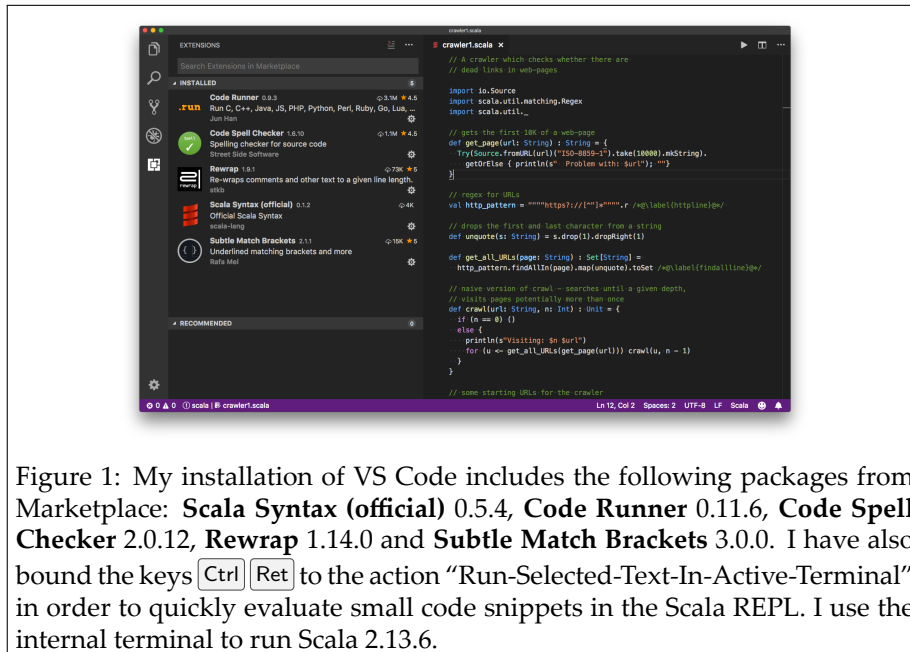 crawler1.scala
EXTENSIONS
Search Extensions in Marketplace
INSTALLED 5
Code Runner 0.9.3 3.1M ★4.5
.run Run C, C++, Java, JS, PHP, Python, Perl, Ruby, Go, Lua, ...
Jun Han
Code Spell Checker 1.6.10 1.1M ★4.5
Spelling checker for source code
Street Side Software
Rewrap 1.9.1 73K ★5
rewrap Re-wraps comments and other text to a given line length.
stkb
Scala Syntax (official) 0.1.2 4K
Official Scala Syntax
scala-lang
Subtle Match Brackets 2.1.1 16K ★5
Underlined matching brackets and more
Rafa Mel
RECOMMENDED 0
crawler1.scala ×
// A crawler which checks whether there are
// dead links in web-pages
import io.Source
import scala.util.matching.Regex
import scala.util._
// gets the first 10K of a web-page
def get_page(url: String) : String = {
Try(Source.fromURL(url)("ISO-8859-1").take(10000).mkString).
getOrElse { println(s" Problem with: $url"); ""}
}
// regex for URLs
val http_pattern = """"https?://[^"]*"""".r /*@\label{httpline}@*/
// drops the first and last character from a string
def unquote(s: String) = s.drop(1).dropRight(1)
def get_all_URLs(page: String) : Set[String] =
http_pattern.findAllIn(page).map(unquote).toSet /*@\label{findallline}@*/
// naive version of crawl - searches until a given depth,
// visits pages potentially more than once
def crawl(url: String, n: Int) : Unit = {
if (n == 0) ()
else {
println(s"Visiting: $n $url")
for (u <- get_all_URLs(get_page(url))) crawl(u, n - 1)
}
}
// some starting URLs for the crawler
0 0 scala | crawler1.scala Ln 12, Col 2 Spaces: 2 UTF-8 LF Scala
Figure 1: My installation of VS Code includes the following packages from
Marketplace: Scala Syntax (official) 0.5.4, Code Runner 0.11.6, Code Spell
Checker 2.0.12, Rewrap 1.14.0 and Subtle Match Brackets 3.0.0. I have also
bound the keys Ctrl Ret to the action “Run-Selected-Text-In-Active-Terminal”
in order to quickly evaluate small code snippets in the Scala REPL. I use the
internal terminal to run Scala 2.13.6.